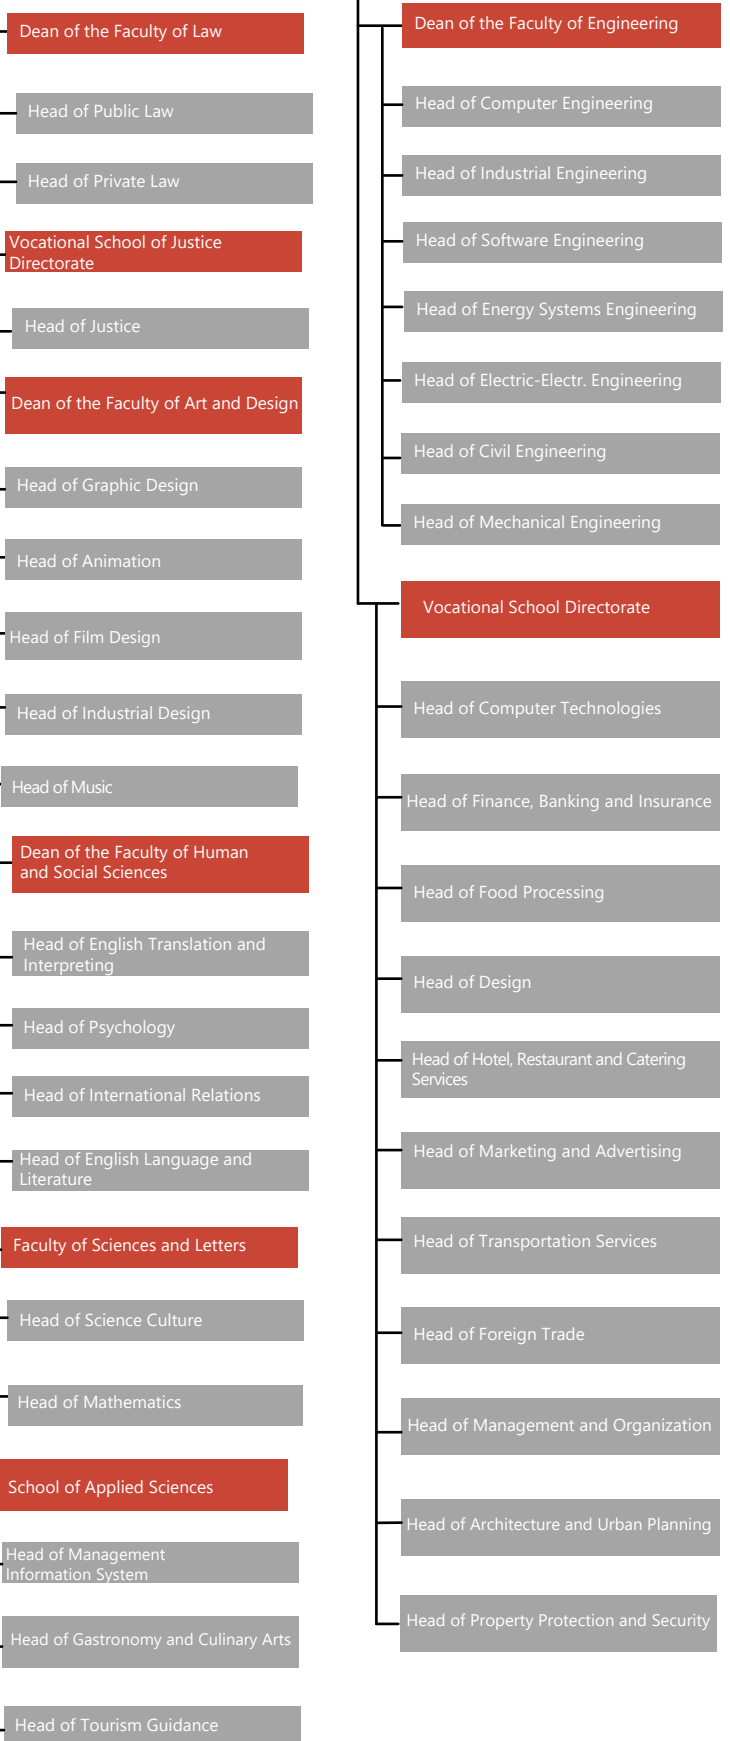 Dean of the Faculty of Law
Head of Public Law
Head of Private Law
Vocational School of Justice
Directorate
Head of Justice
Dean of the Faculty of Art and Design
Head of Graphic Design
Head of Animation
Head of Film Design
Head of Industrial Design
Head of Music
Dean of the Faculty of Human
and Social Sciences
Head of English Translation and
Interpreting
Head of Psychology
Head of International Relations
Head of English Language and
Literature
Faculty of Sciences and Letters
Head of Science Culture
Head of Mathematics
School of Applied Sciences
Head of Management
Information System
Head of Gastronomy and Culinary Arts
Head of Tourism Guidance
Dean of the Faculty of Engineering
Head of Computer Engineering
Head of Industrial Engineering
Head of Software Engineering
Head of Energy Systems Engineering
Head of Electric-Electr. Engineering
Head of Civil Engineering
Head of Mechanical Engineering
Vocational School Directorate
Head of Computer Technologies
Head of Finance, Banking and Insurance
Head of Food Processing
Head of Design
Head of Hotel, Restaurant and Catering
Services
Head of Marketing and Advertising
Head of Transportation Services
Head of Foreign Trade
Head of Management and Organization
Head of Architecture and Urban Planning
Head of Property Protection and Security